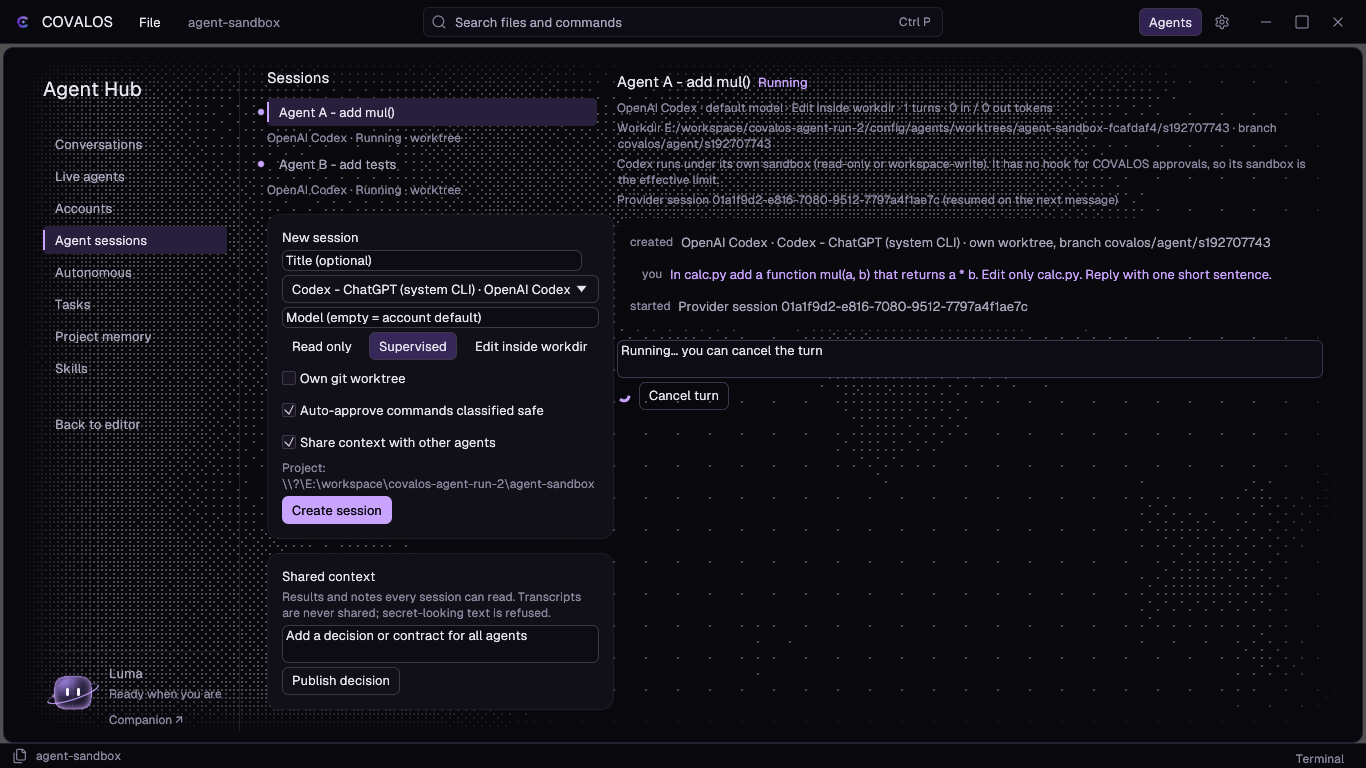 COVALOS File agent-sandbox Search files and commands Ctrl P Agents
Agent Hub
Conversations
Live agents
Accounts
Agent sessions
Autonomous
Tasks
Project memory
Skills
Back to editor
Luma
Ready when you are
Companion ↗
Sessions
Agent A - add mul()
OpenAI Codex · Running · worktree
Agent B - add tests
OpenAI Codex · Running · worktree
New session
Title (optional)
Codex - ChatGPT (system CLI) · OpenAI Codex
Model (empty = account default)
Read only Supervised Edit inside workdir
Own git worktree
Auto-approve commands classified safe
Share context with other agents
Project:
\\?\E:\workspace\covalos-agent-run-2\agent-sandbox
Create session
Shared context
Results and notes every session can read. Transcripts
are never shared; secret-looking text is refused.
Add a decision or contract for all agents
Publish decision
Agent A - add mul() Running
OpenAI Codex · default model · Edit inside workdir · 1 turns · 0 in / 0 out tokens
Workdir E:/workspace/covalos-agent-run-2/config/agents/worktrees/agent-sandbox-fcafdaf4/s192707743 · branch
covalos/agent/s192707743
Codex runs under its own sandbox (read-only or workspace-write). It has no hook for COVALOS approvals, so its sandbox is
the effective limit.
Provider session 01a1f9d2-e816-7080-9512-7797a4f1ae7c (resumed on the next message)
created OpenAI Codex · Codex - ChatGPT (system CLI) · own worktree, branch covalos/agent/s192707743
you In calc.py add a function mul(a, b) that returns a * b. Edit only calc.py. Reply with one short sentence.
started Provider session 01a1f9d2-e816-7080-9512-7797a4f1ae7c
Running… you can cancel the turn
Cancel turn
agent-sandbox
Terminal